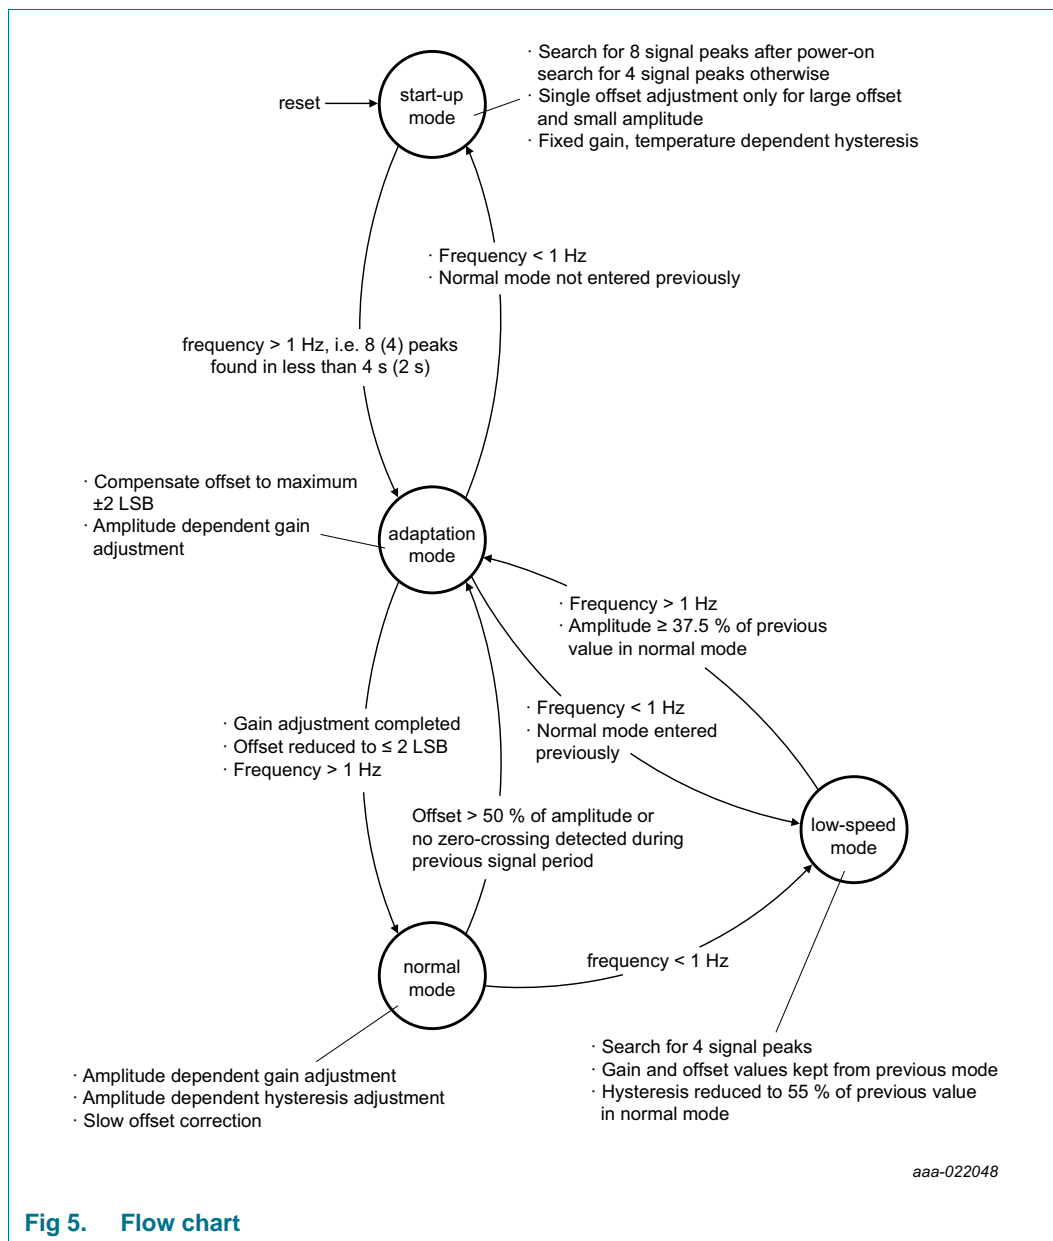 · Search for 8 signal peaks after power-on
search for 4 signal peaks otherwise
· Single offset adjustment only for large offset
and small amplitude
· Fixed gain, temperature dependent hysteresis
reset
start-up
mode
· Frequency < 1 Hz
· Normal mode not entered previously
frequency > 1 Hz, i.e. 8 (4) peaks
found in less than 4 s (2 s)
· Compensate offset to maximum
±2 LSB
· Amplitude dependent gain
adjustment
adaptation
mode
· Frequency > 1 Hz
· Amplitude ≥ 37.5 % of previous
value in normal mode
· Frequency < 1 Hz
· Normal mode entered
previously
· Gain adjustment completed
· Offset reduced to ≤ 2 LSB
· Frequency > 1 Hz
Offset > 50 % of amplitude or
no zero-crossing detected during
previous signal period
low-speed
mode
normal
mode
frequency < 1 Hz
· Search for 4 signal peaks
· Gain and offset values kept from previous mode
· Hysteresis reduced to 55 % of previous value
in normal mode
· Amplitude dependent gain adjustment
· Amplitude dependent hysteresis adjustment
· Slow offset correction
aaa-022048
Fig 5. Flow chart